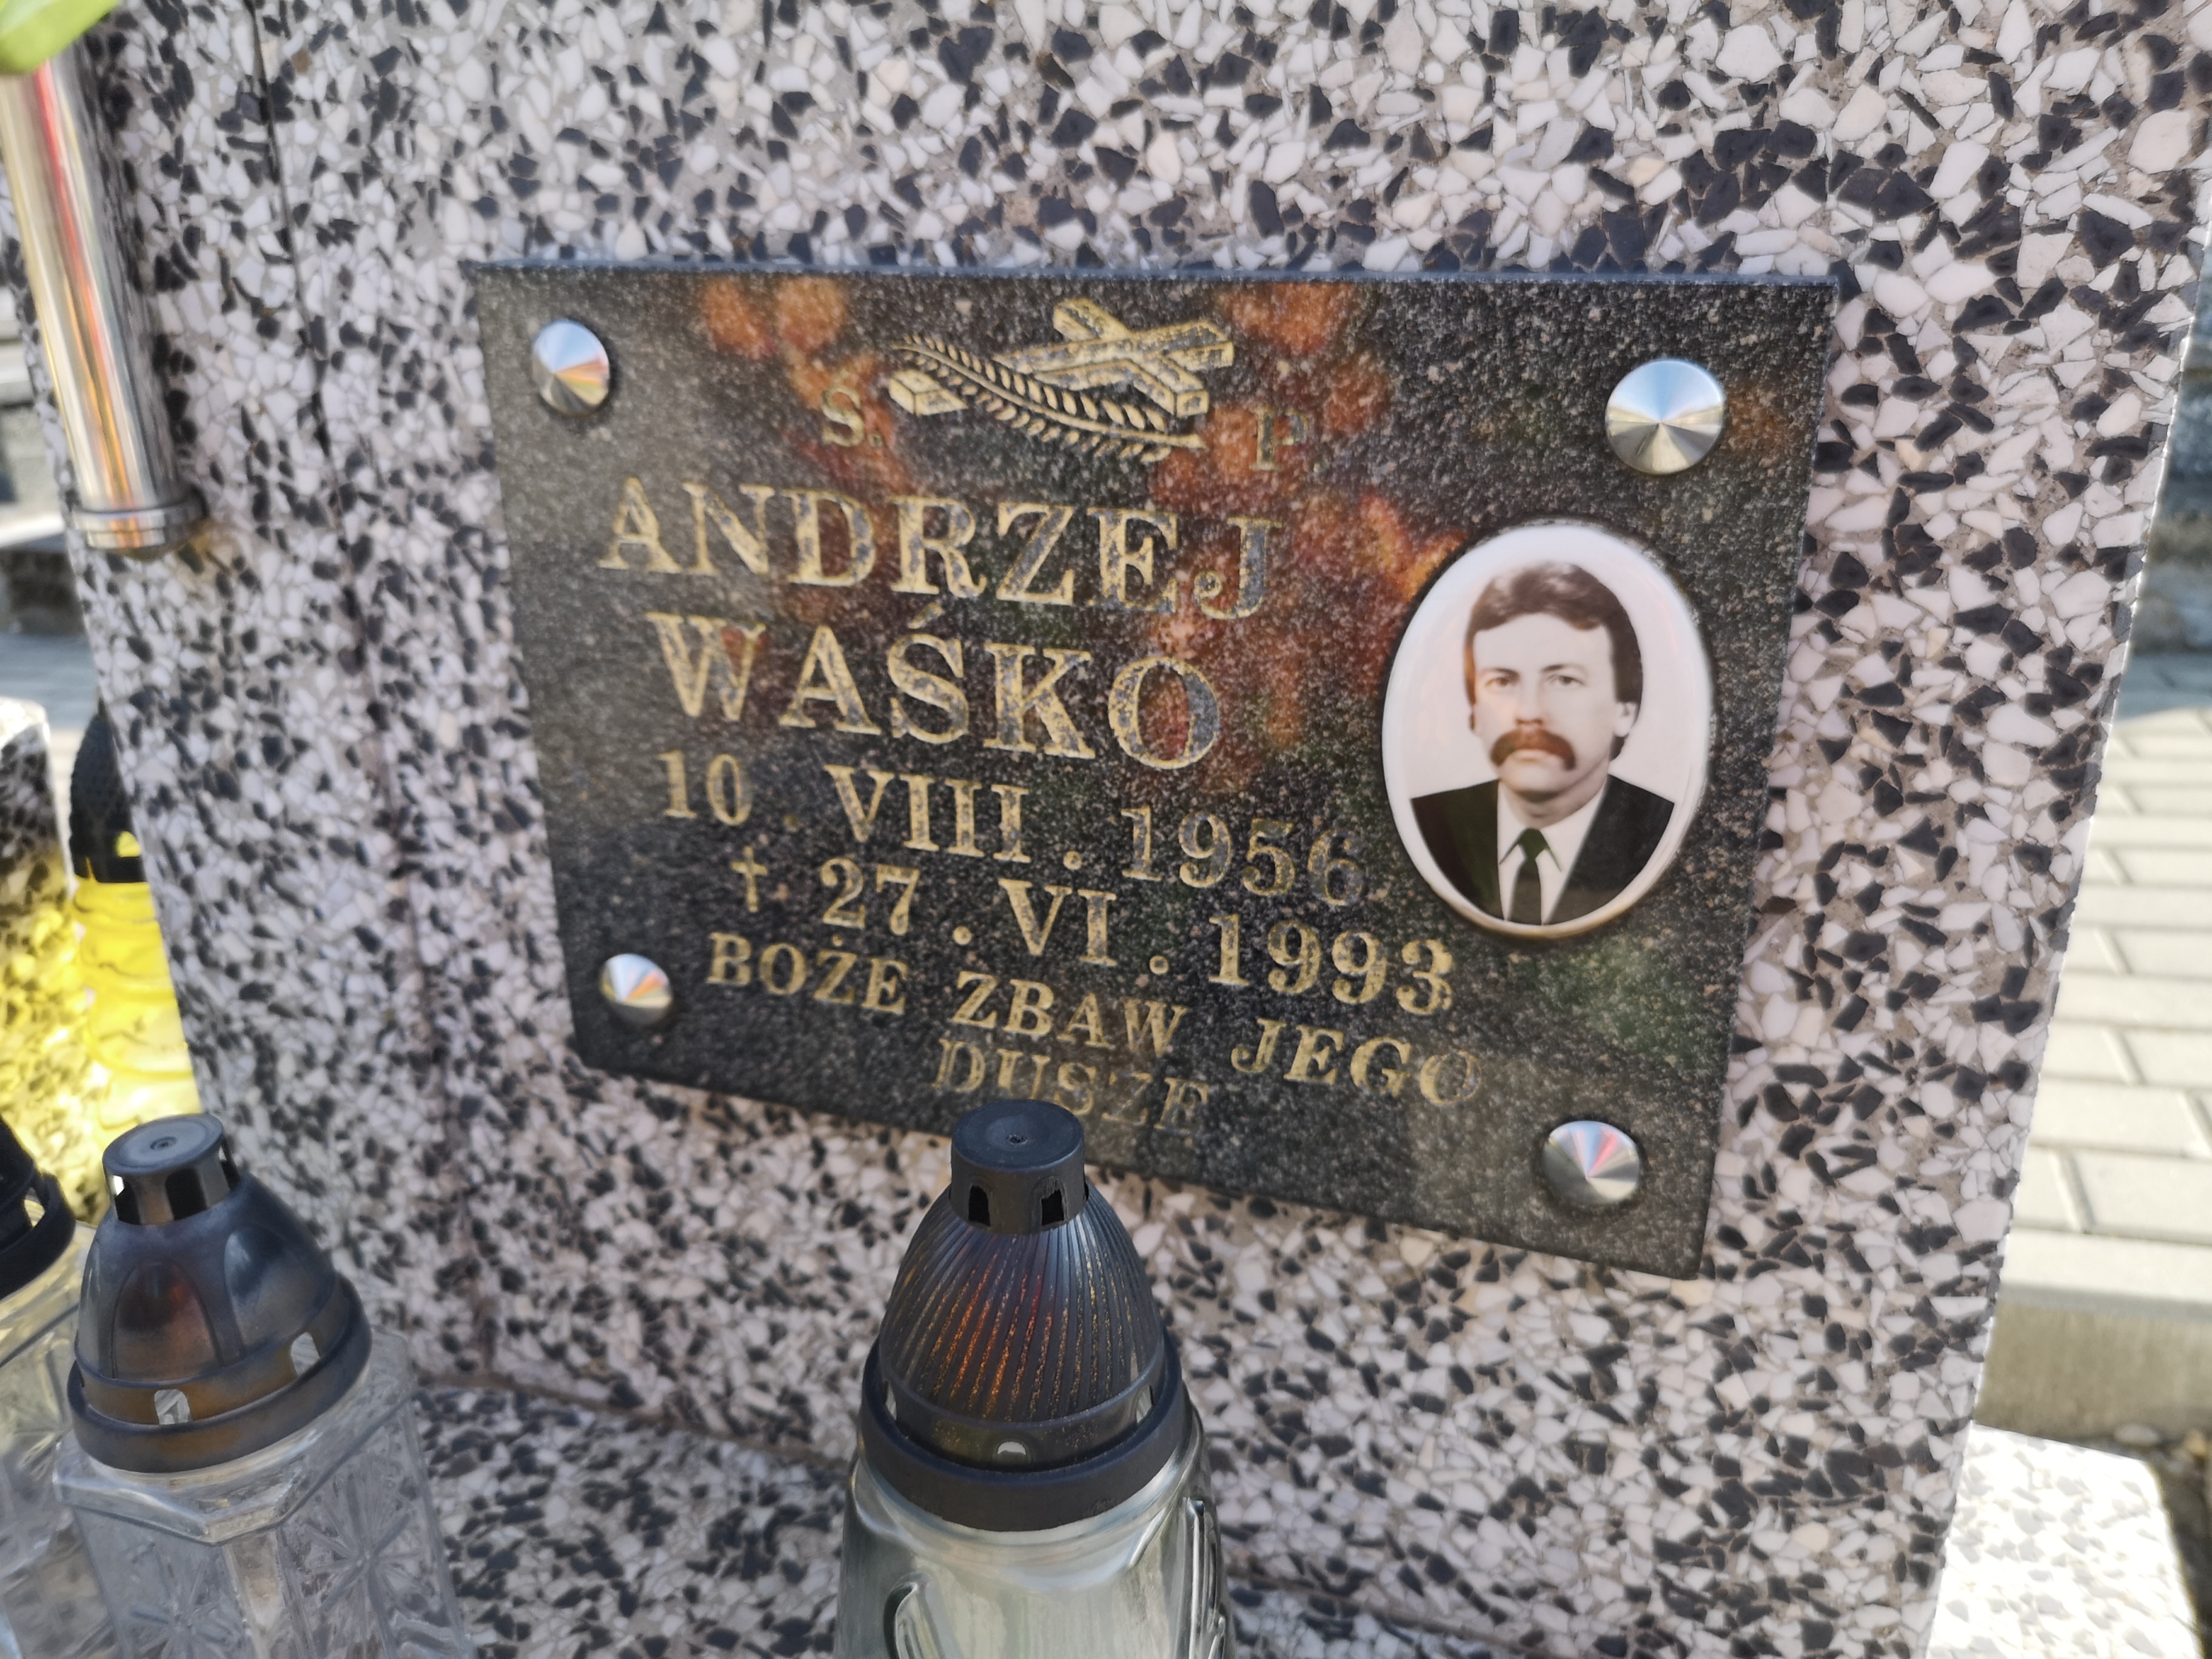 S. P.
ANDRZEJ
WAŚKO
10 . VIII . 1956
† 27 . VI . 1993
BOŻE ZBAW JEGO
DUSZE